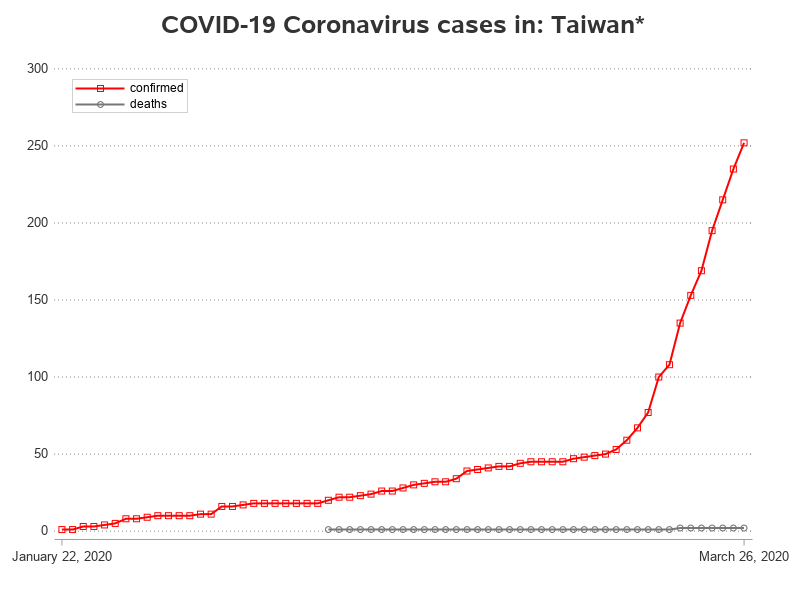 COVID-19 Coronavirus cases in: Taiwan*
300
confirmed
deaths
250
200
150
100
50
0
January 22, 2020
March 26, 2020